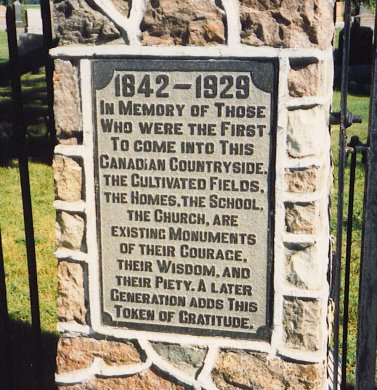 1842-1929
IN MEMORY OF THOSE
WHO WERE THE FIRST
TO COME INTO THIS
CANADIAN COUNTRYSIDE.
THE CULTIVATED FIELDS,
THE HOMES, THE SCHOOL,
THE CHURCH, ARE
EXISTING MONUMENTS
OF THEIR COURAGE,
THEIR WISDOM, AND
THEIR PIETY. A LATER
GENERATION ADDS THIS
TOKEN OF GRATITUDE.